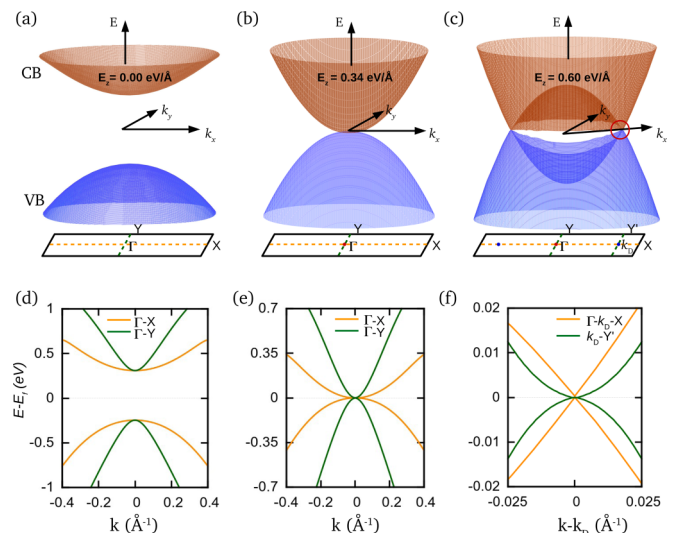 (a)
E
CB
E_z = 0.00 eV/Å
k_y
k_x
VB
Y
Γ
X
(b)
E
E_z = 0.34 eV/Å
k_y
k_x
Y
Γ
X
(c)
E
E_z = 0.60 eV/Å
k_y
k_x
Y
Y'
Γ
k_D
X
(d)
E-E_f (eV)
1
0.5
0
-0.5
-1
Γ-X
Γ-Y
-0.4 -0.2 0 0.2 0.4
k (Å⁻¹)
(e)
0.7
0.35
0
-0.35
-0.7
Γ-X
Γ-Y
-0.4 -0.2 0 0.2 0.4
k (Å⁻¹)
(f)
0.02
0.01
0
-0.01
-0.02
Γ-k_D-X
k_D-Y'
-0.025 0 0.025
k-k_D (Å⁻¹)